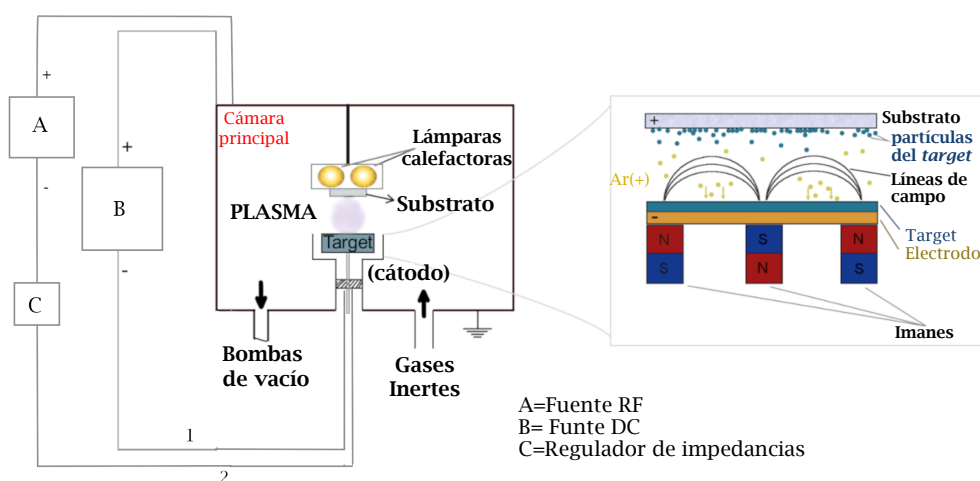 +
A
-
C
+
B
-
1
2
Cámara
principal
Lámparas
calefactoras
PLASMA
Substrato
Target
(cátodo)
Bombas
de vacío
Gases
Inertes
Substrato
+
partículas
del target
Ar(+)
Líneas de
campo
-
Target
Electrodo
N
S
N
S
N
S
Imanes
A=Fuente RF
B= Funte DC
C=Regulador de impedancias